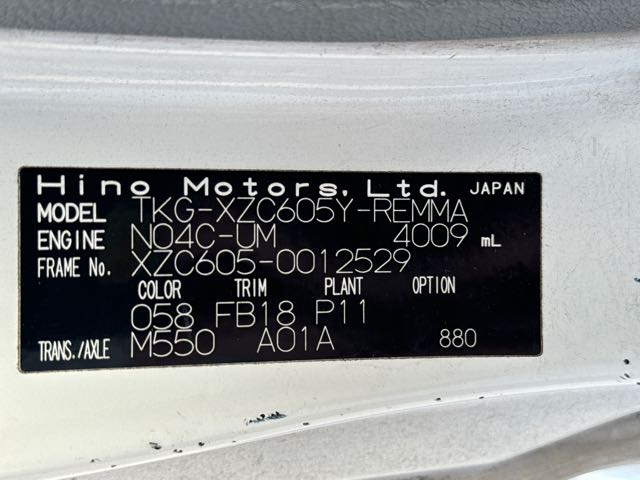 Hino Motors, Ltd. JAPAN
MODEL TKG-XZC605Y-REMMA
ENGINE N04C-UM 4009 mL
FRAME No. XZC605-0012529
COLOR TRIM PLANT OPTION
058 FB18 P11
TRANS./AXLE M550 A01A 880